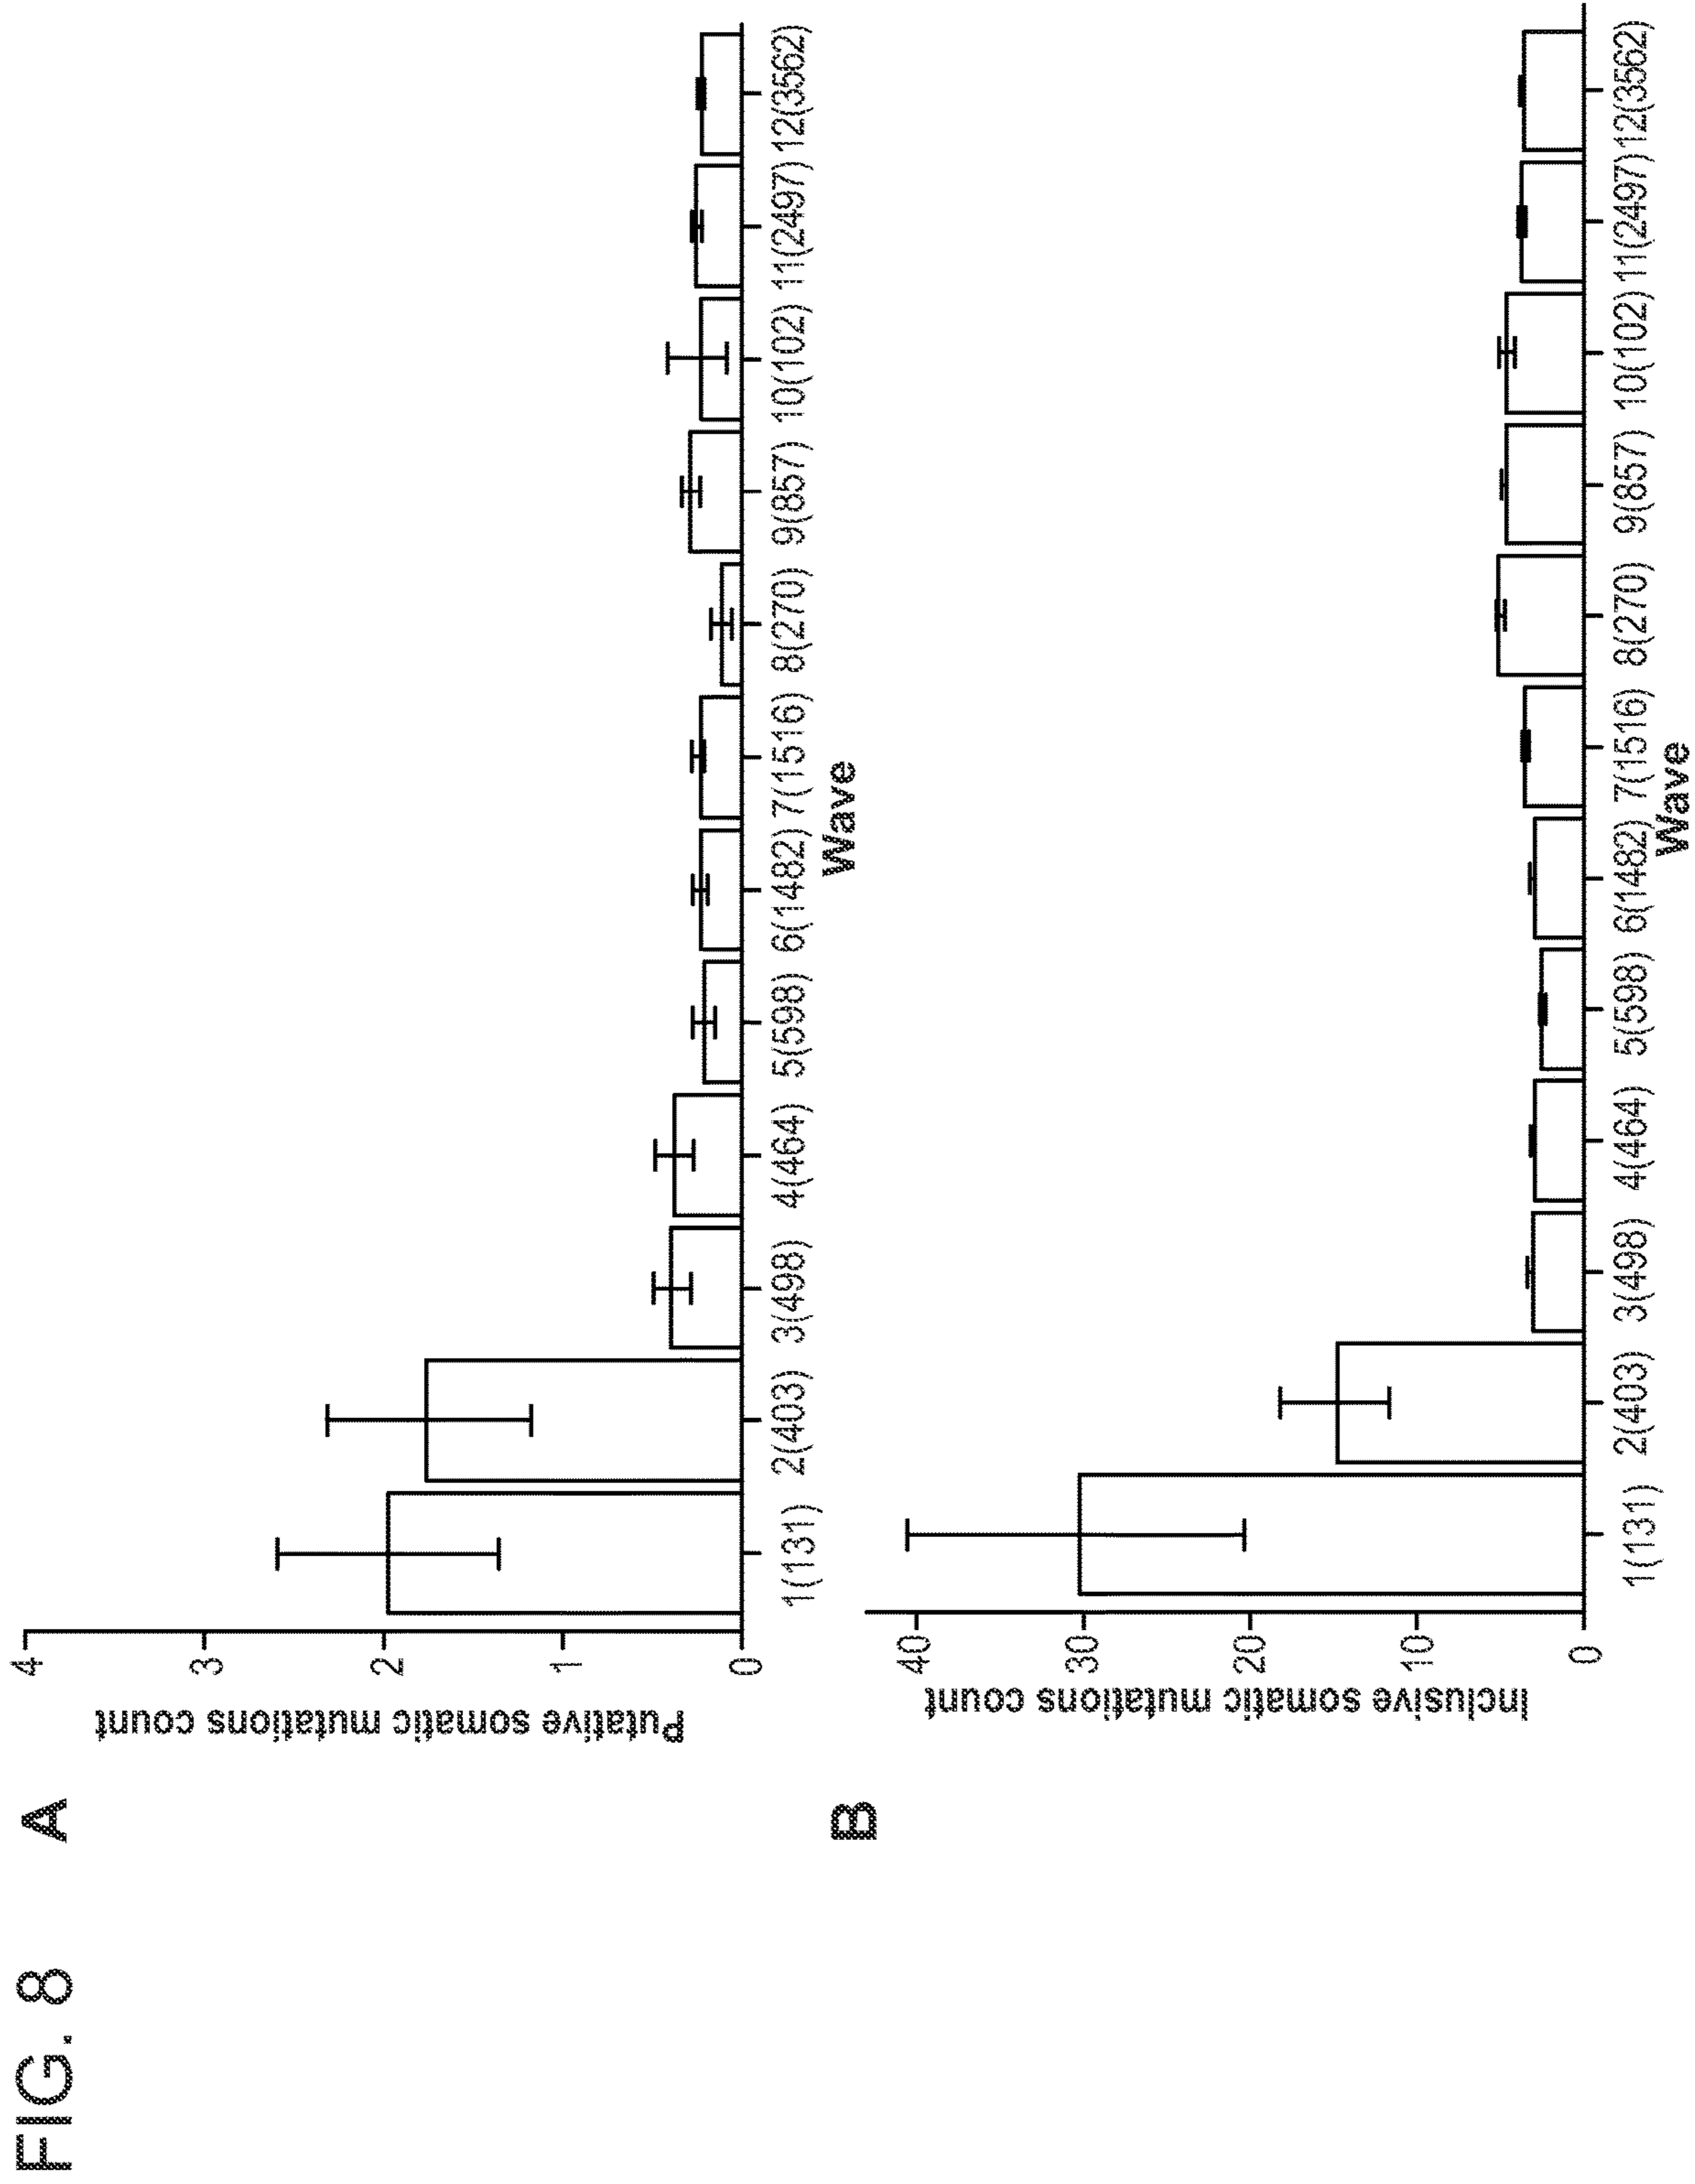 FIG. 8
A
Putative somatic mutations count
4
3
2
1
0
1(131) 2(403) 3(498) 4(464) 5(598) 6(1482) 7(1516) 8(270) 9(857) 10(102) 11(2497) 12(3562)
Wave
B
Inclusive somatic mutations count
40
30
20
10
0
1(131) 2(403) 3(498) 4(464) 5(598) 6(1482) 7(1516) 8(270) 9(857) 10(102) 11(2497) 12(3562)
Wave